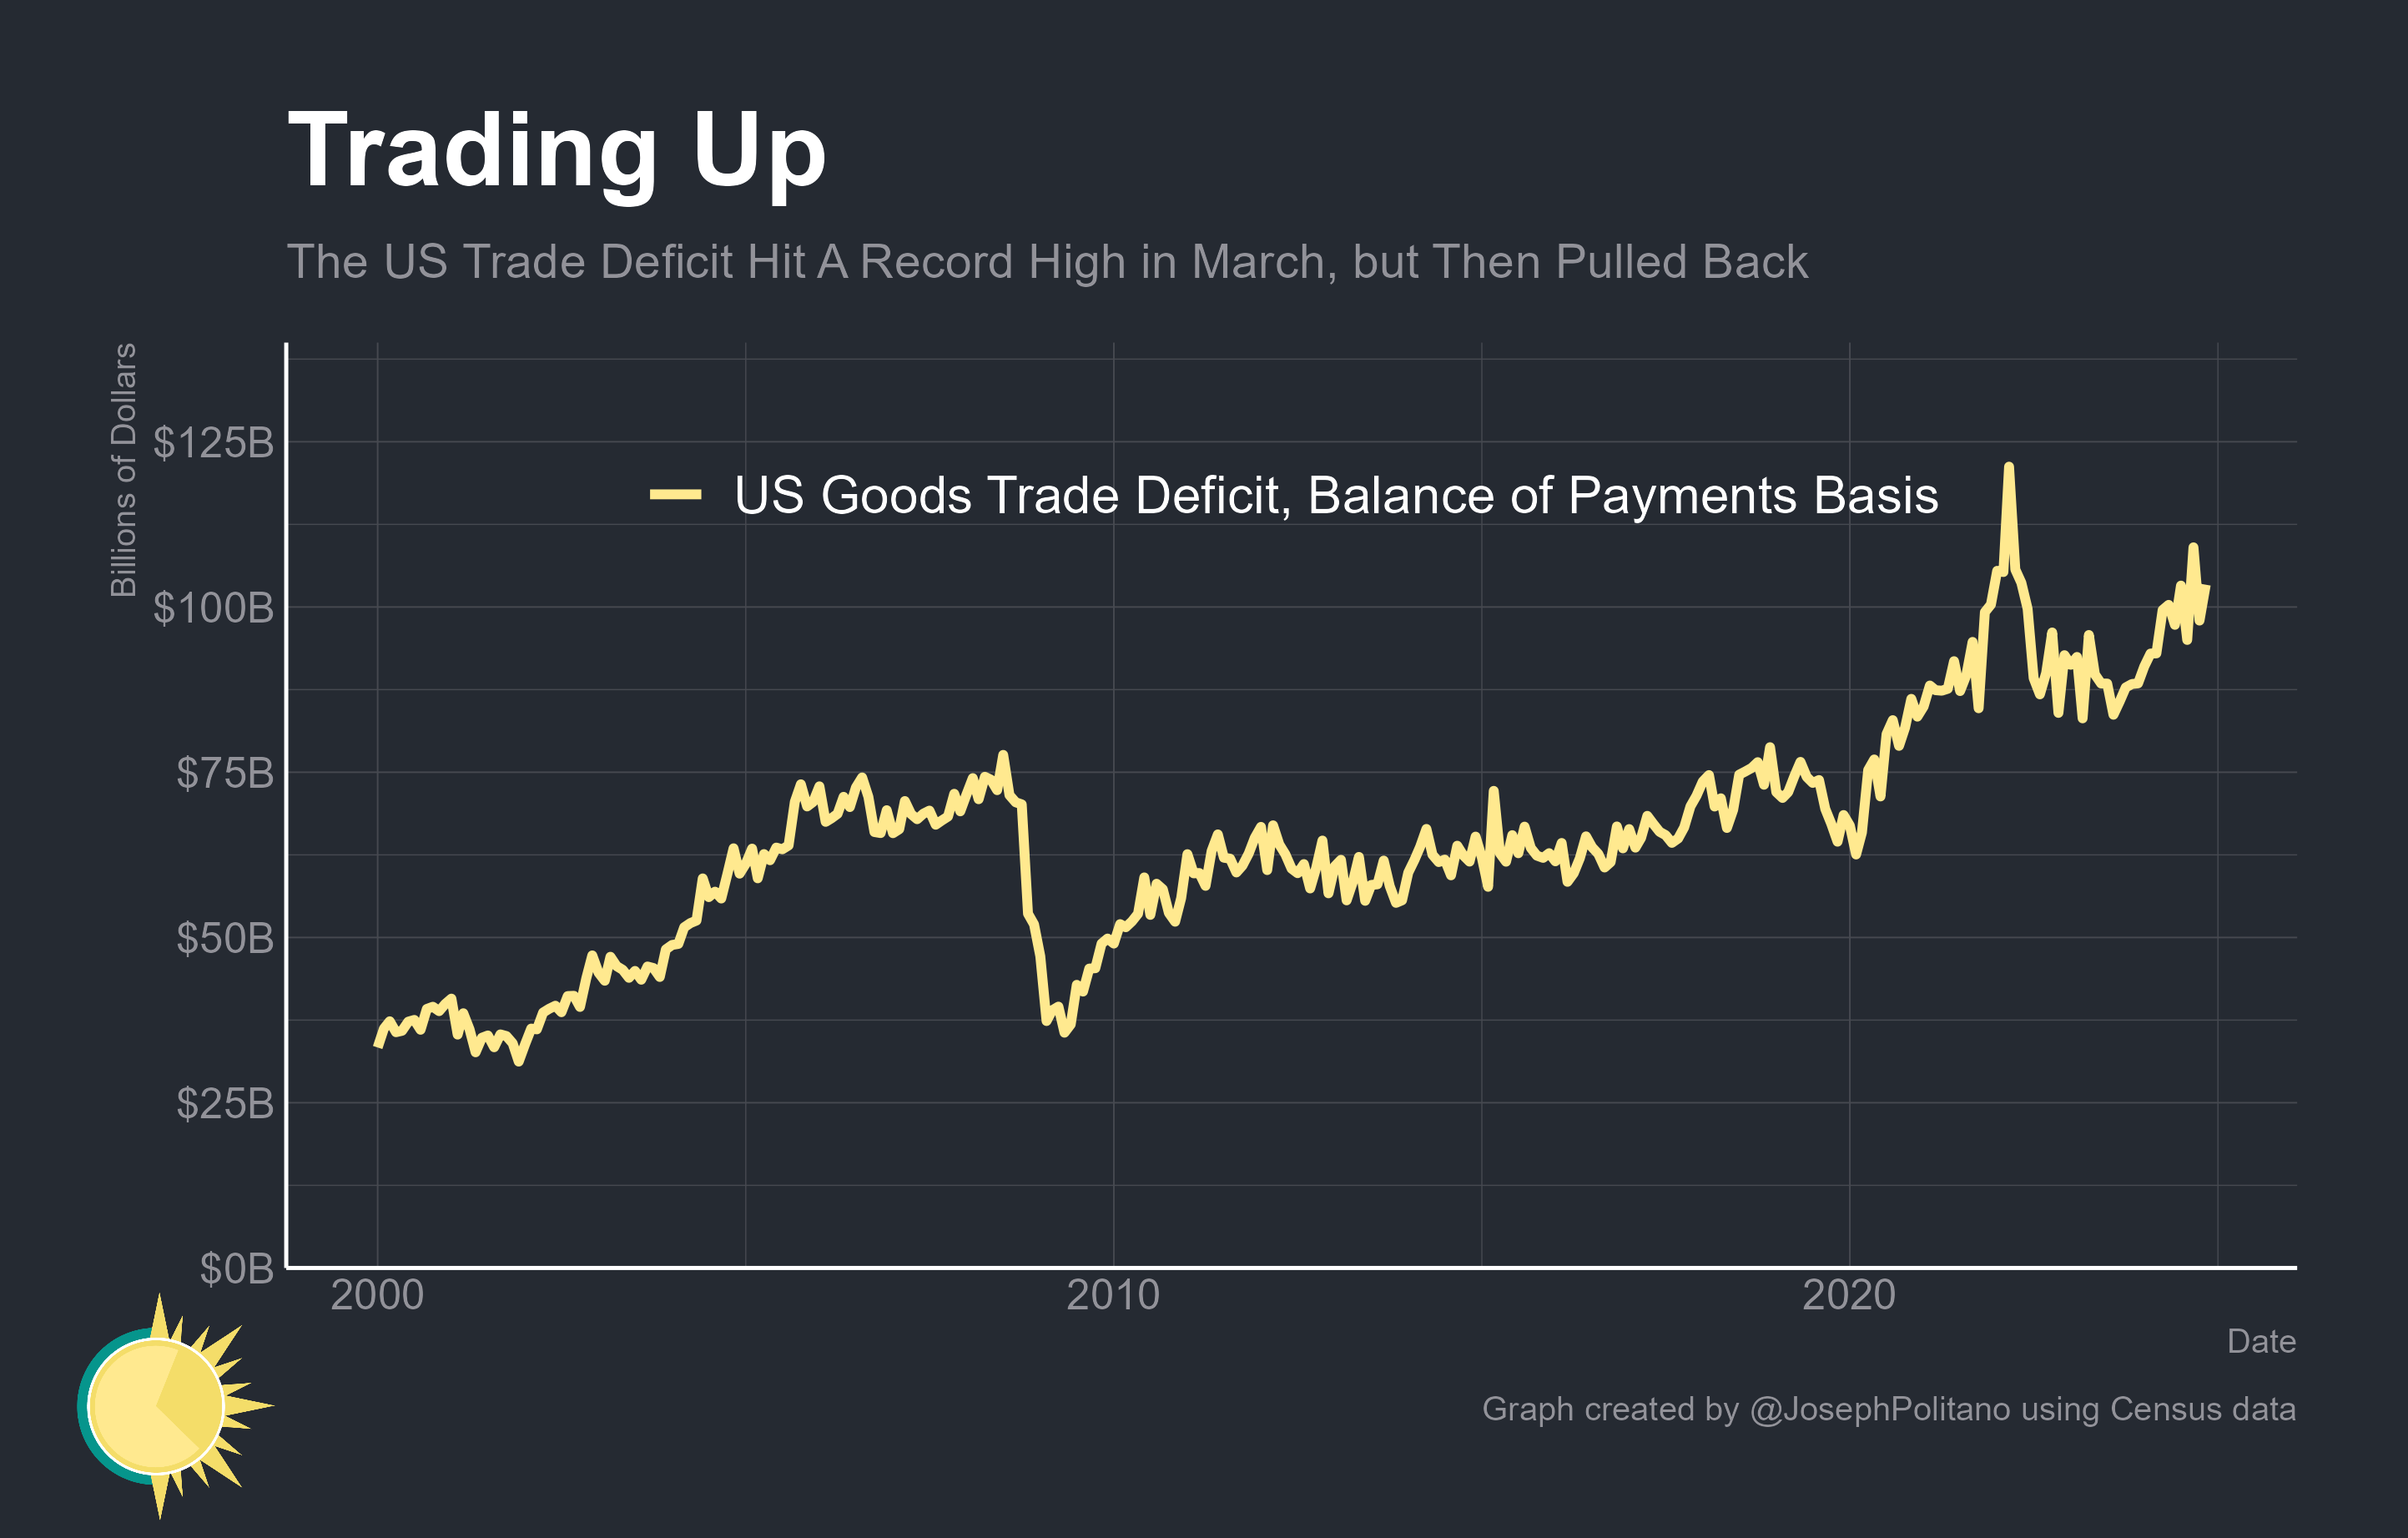 Trading Up
The US Trade Deficit Hit A Record High in March, but Then Pulled Back
Billions of Dollars
$125B
$100B
$75B
$50B
$25B
$0B
US Goods Trade Deficit, Balance of Payments Basis
2000
2010
2020
Date
Graph created by @JosephPolitano using Census data